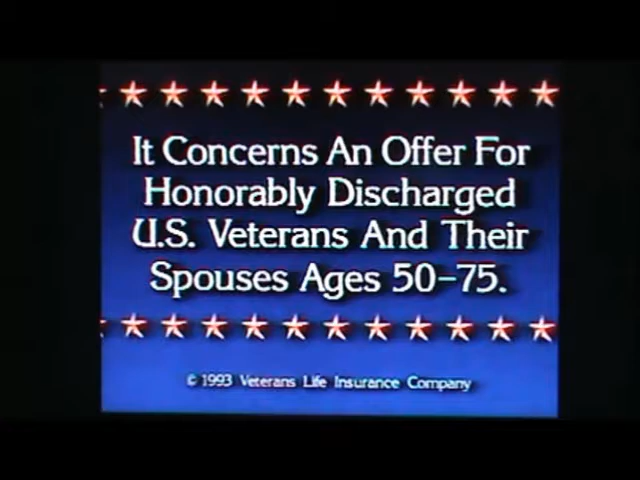 It Concerns An Offer For
Honorably Discharged
U.S. Veterans And Their
Spouses Ages 50-75.
© 1993 Veterans Life Insurance Company